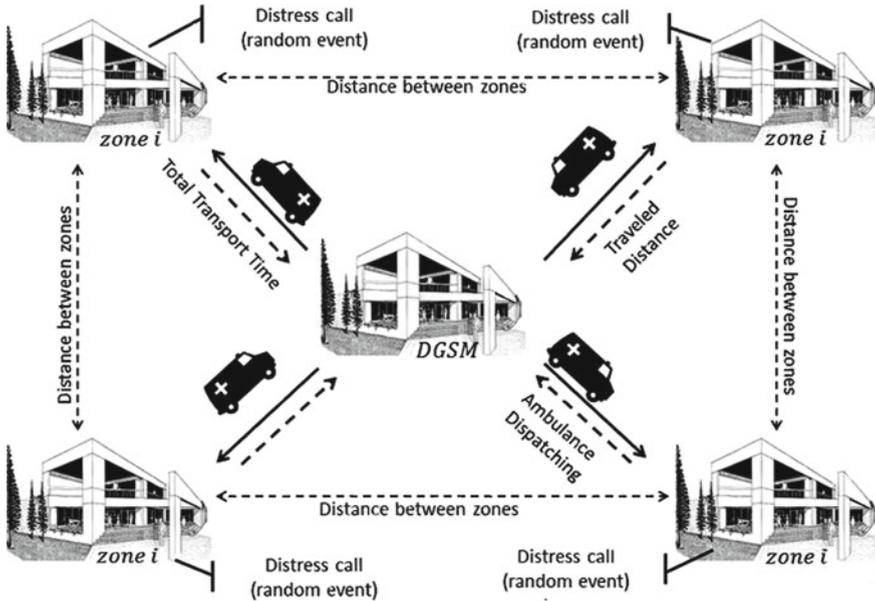 Distress call
(random event)
Distress call
(random event)
Distance between zones
zone i
zone i
Total Transport Time
Traveled
Distance
Distance between zones
Distance between zones
DGSM
Ambulance
Dispatching
Distance between zones
zone i
zone i
Distress call
(random event)
Distress call
(random event)